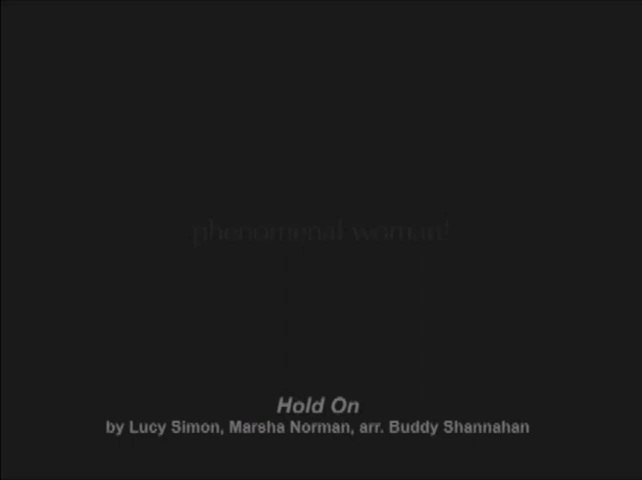 phenomenal woman!
Hold On
by Lucy Simon, Marsha Norman, arr. Buddy Shannahan